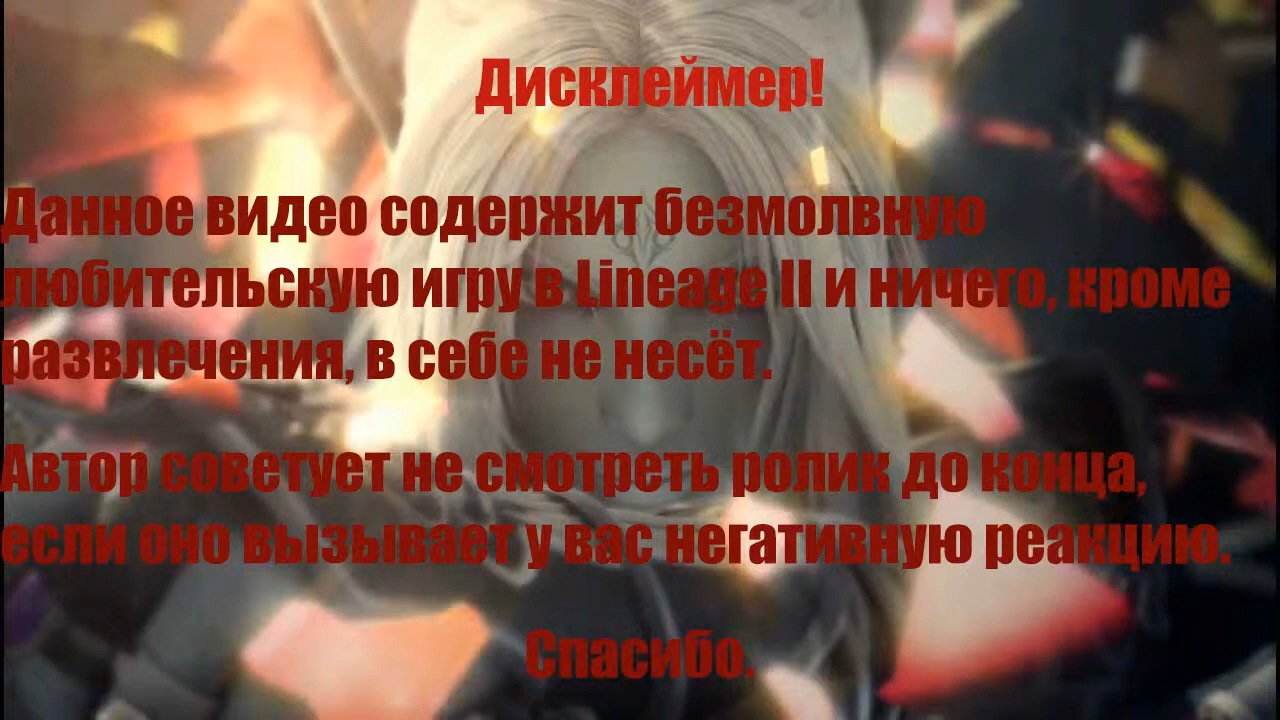 Дисклеймер!
Данное видео содержит безмолвную
любительскую игру в Lineage II и ничего, кроме
развлечения, в себе не несёт.
Автор советует не смотреть ролик до конца,
если оно вызывает у вас негативную реакцию.
Спасибо.